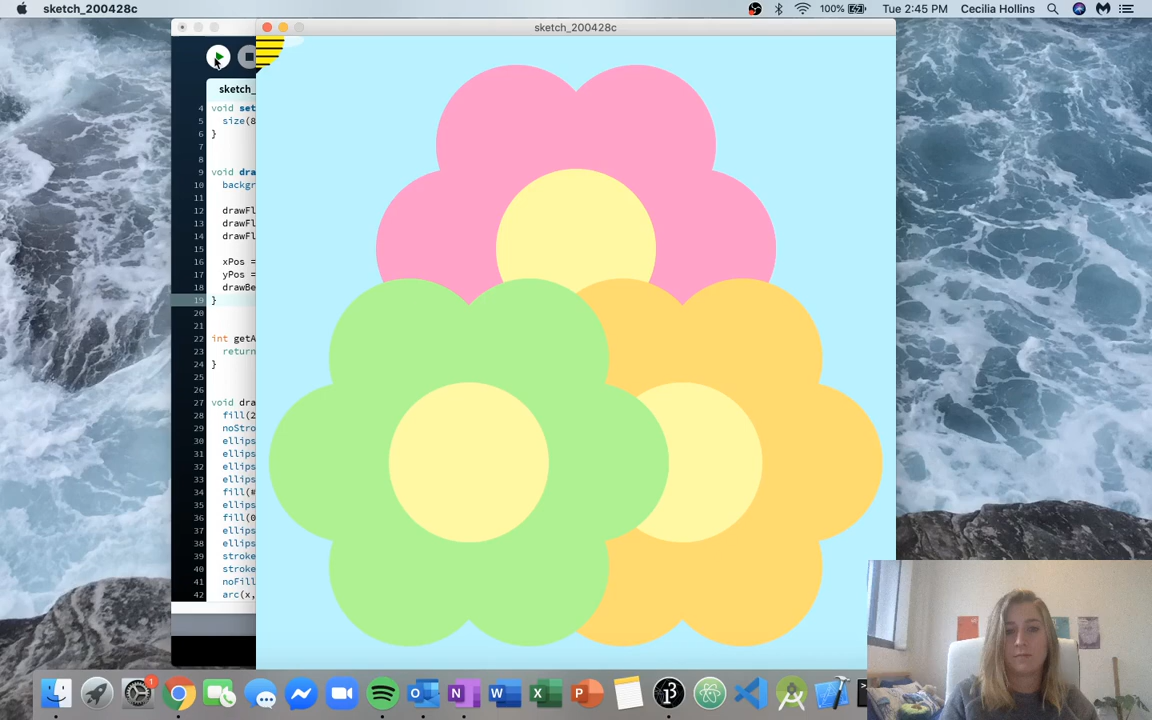 sketch_200428c 100% Tue 2:45 PM Cecilia Hollins
sketch_200428c
sketch_
4 void set
5 size(8
6 }
7
8
9 void dra
10 backgr
11
12 drawFl
13 drawFl
14 drawFl
15
16 xPos =
17 yPos =
18 drawBe
19 }
20
21
22 int getA
23 return
24 }
25
26
27 void dra
28 fill(2
29 noStro
30 ellips
31 ellips
32 ellips
33 ellips
34 fill(#
35 ellips
36 fill(0
37 ellips
38 ellips
39 stroke
40 stroke
41 noFill
42 arc(x,
1